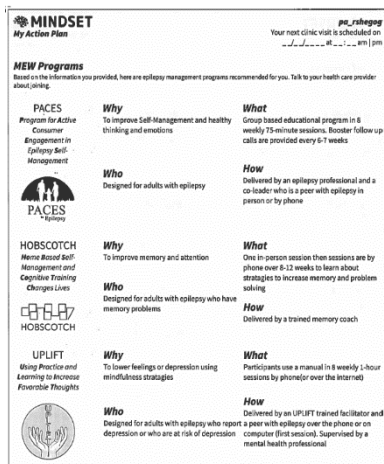 MINDSET
My Action Plan
pa_rshegog
Your next clinic visit is scheduled on
__/__/____ at __:__ am | pm
MEW Programs
Based on the information you provided, here are epilepsy management programs recommended for you. Talk to your health care provider
about joining.
PACES
Program for Active
Consumer
Engagement in
Epilepsy Self-
Management
PACES
in Epilepsy
Why
To improve Self-Management and healthy
thinking and emotions
Who
Designed for adults with epilepsy
What
Group based educational program in 8
weekly 75-minute sessions. Booster follow up
calls are provided every 6-7 weeks
How
Delivered by an epilepsy professional and a
co-leader who is a peer with epilepsy in
person or by phone
HOBSCOTCH
Home Based Self-
Management and
Cognitive Training
Changes Lives
HOBSCOTCH
Why
To improve memory and attention
Who
Designed for adults with epilepsy who have
memory problems
What
One in-person session then sessions are by
phone over 8-12 weeks to learn about
stratagies to increase memory and problem
solving
How
Delivered by a trained memory coach
UPLIFT
Using Practice and
Learning to Increase
Favorable Thoughts
Why
To lower feelings or depression using
mindfulness stratagies
Who
Designed for adults with epilepsy who report
depression or who are at risk of depression
What
Participants use a manual in 8 weekly 1-hour
sessions by phone(or over the internet)
How
Delivered by an UPLIFT trained facilitator and
a peer with epilepsy over the phone or on
computer (first session). Supervised by a
mental health professional